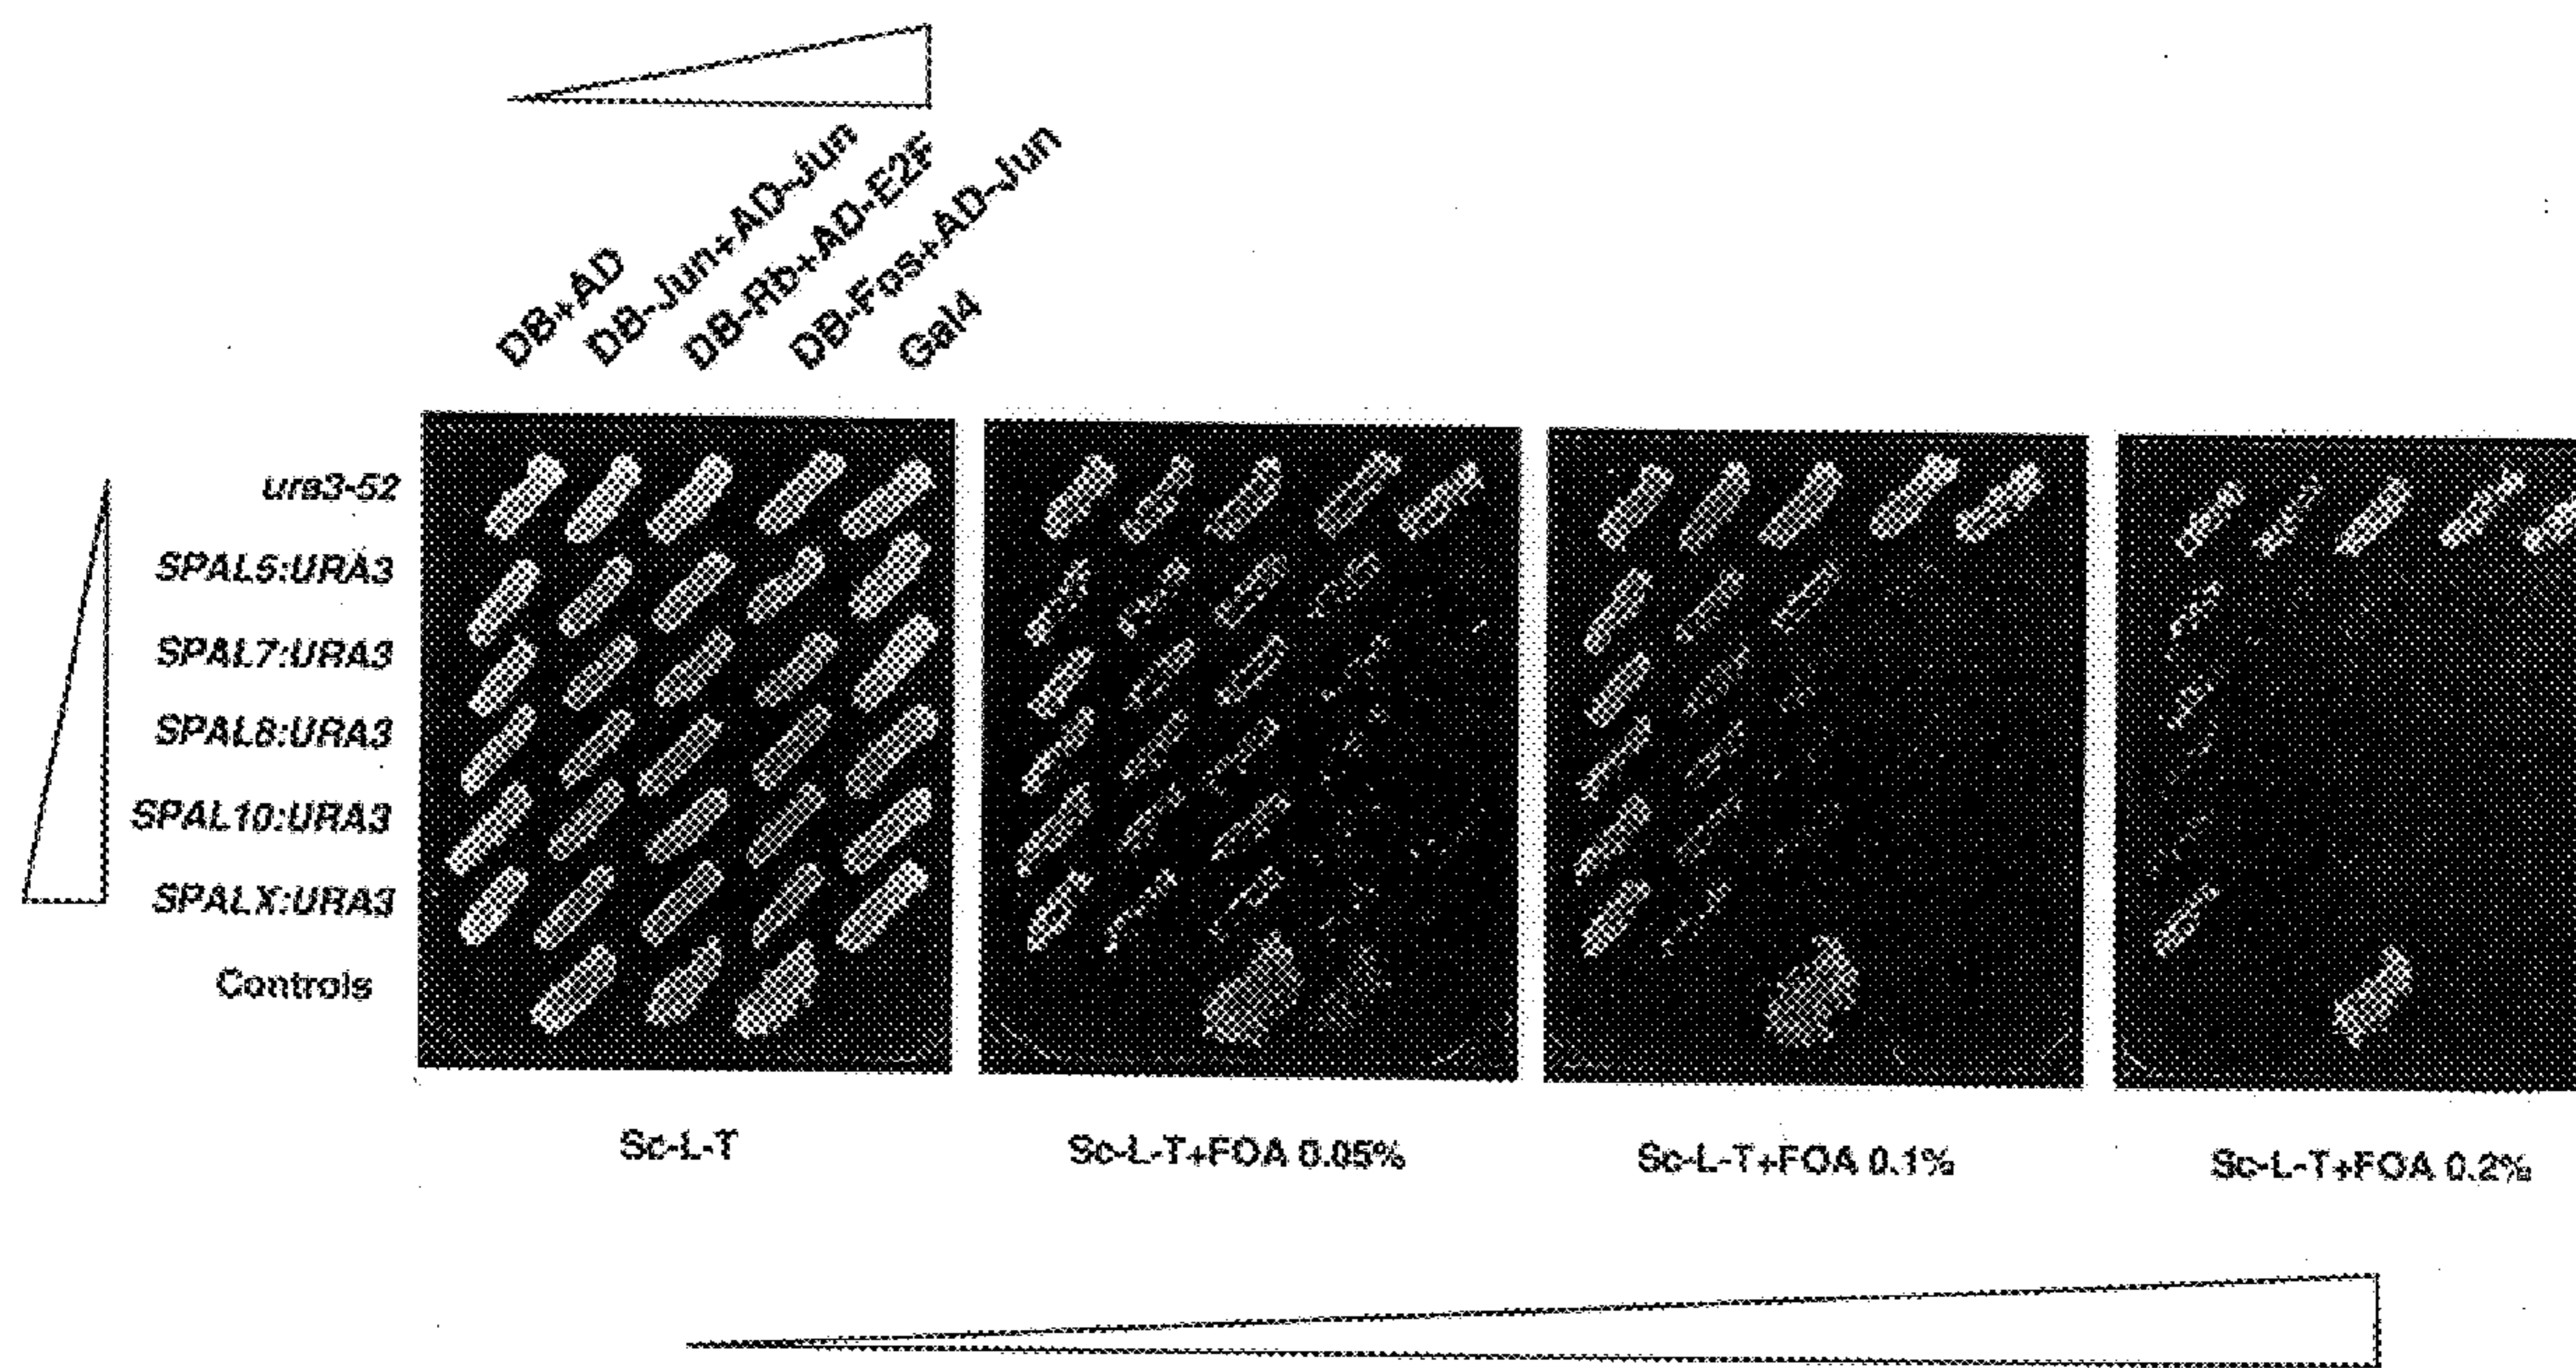 DB+AD
DB-Jun+AD-Jun
DB-Rb+AD-E2F
DB-Fos+AD-Jun
Gal4
ura3-52
SPAL5:URA3
SPAL7:URA3
SPAL8:URA3
SPAL10:URA3
SPALX:URA3
Controls
Sc-L-T
Sc-L-T+FOA 0.05%
Sc-L-T+FOA 0.1%
Sc-L-T+FOA 0.2%